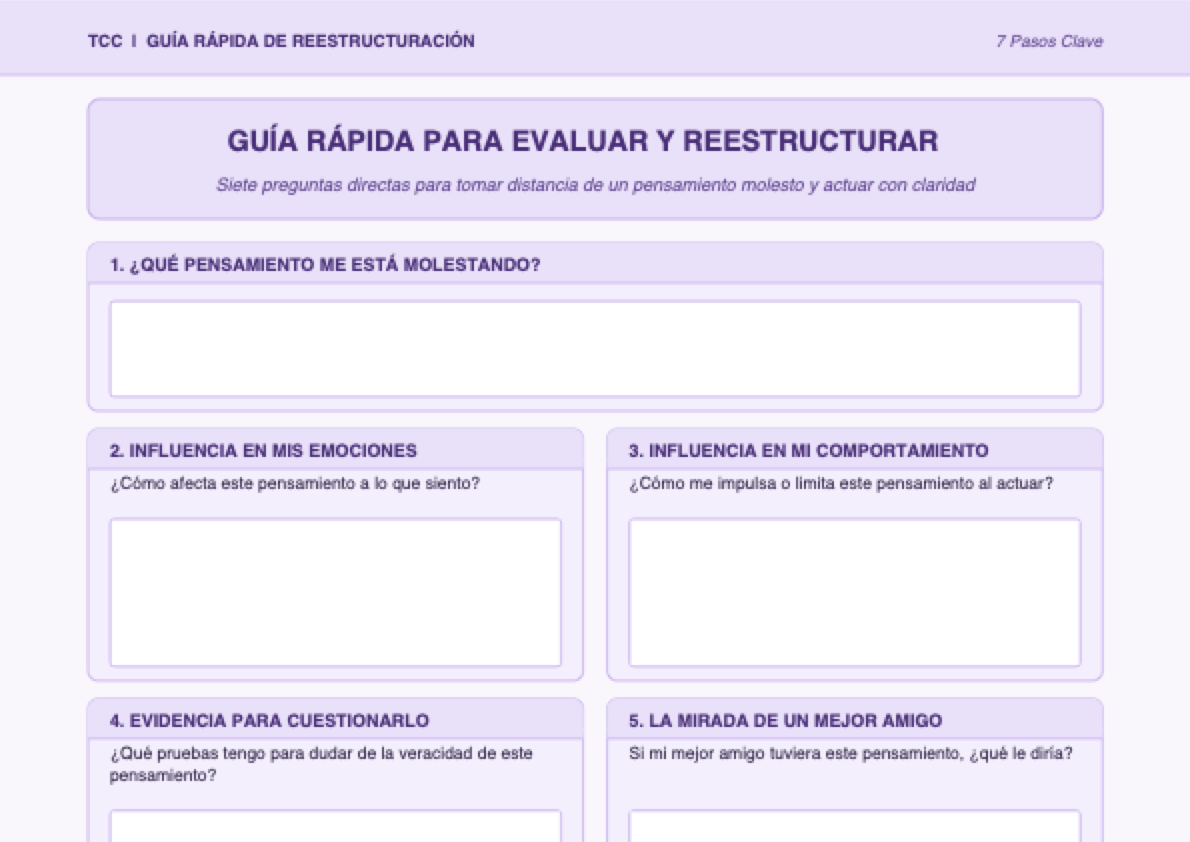 TCC | GUÍA RÁPIDA DE REESTRUCTURACIÓN
7 Pasos Clave
GUÍA RÁPIDA PARA EVALUAR Y REESTRUCTURAR
Siete preguntas directas para tomar distancia de un pensamiento molesto y actuar con claridad
1. ¿QUÉ PENSAMIENTO ME ESTÁ MOLESTANDO?
2. INFLUENCIA EN MIS EMOCIONES
¿Cómo afecta este pensamiento a lo que siento?
3. INFLUENCIA EN MI COMPORTAMIENTO
¿Cómo me impulsa o limita este pensamiento al actuar?
4. EVIDENCIA PARA CUESTIONARLO
¿Qué pruebas tengo para dudar de la veracidad de este
pensamiento?
5. LA MIRADA DE UN MEJOR AMIGO
Si mi mejor amigo tuviera este pensamiento, ¿qué le diría?